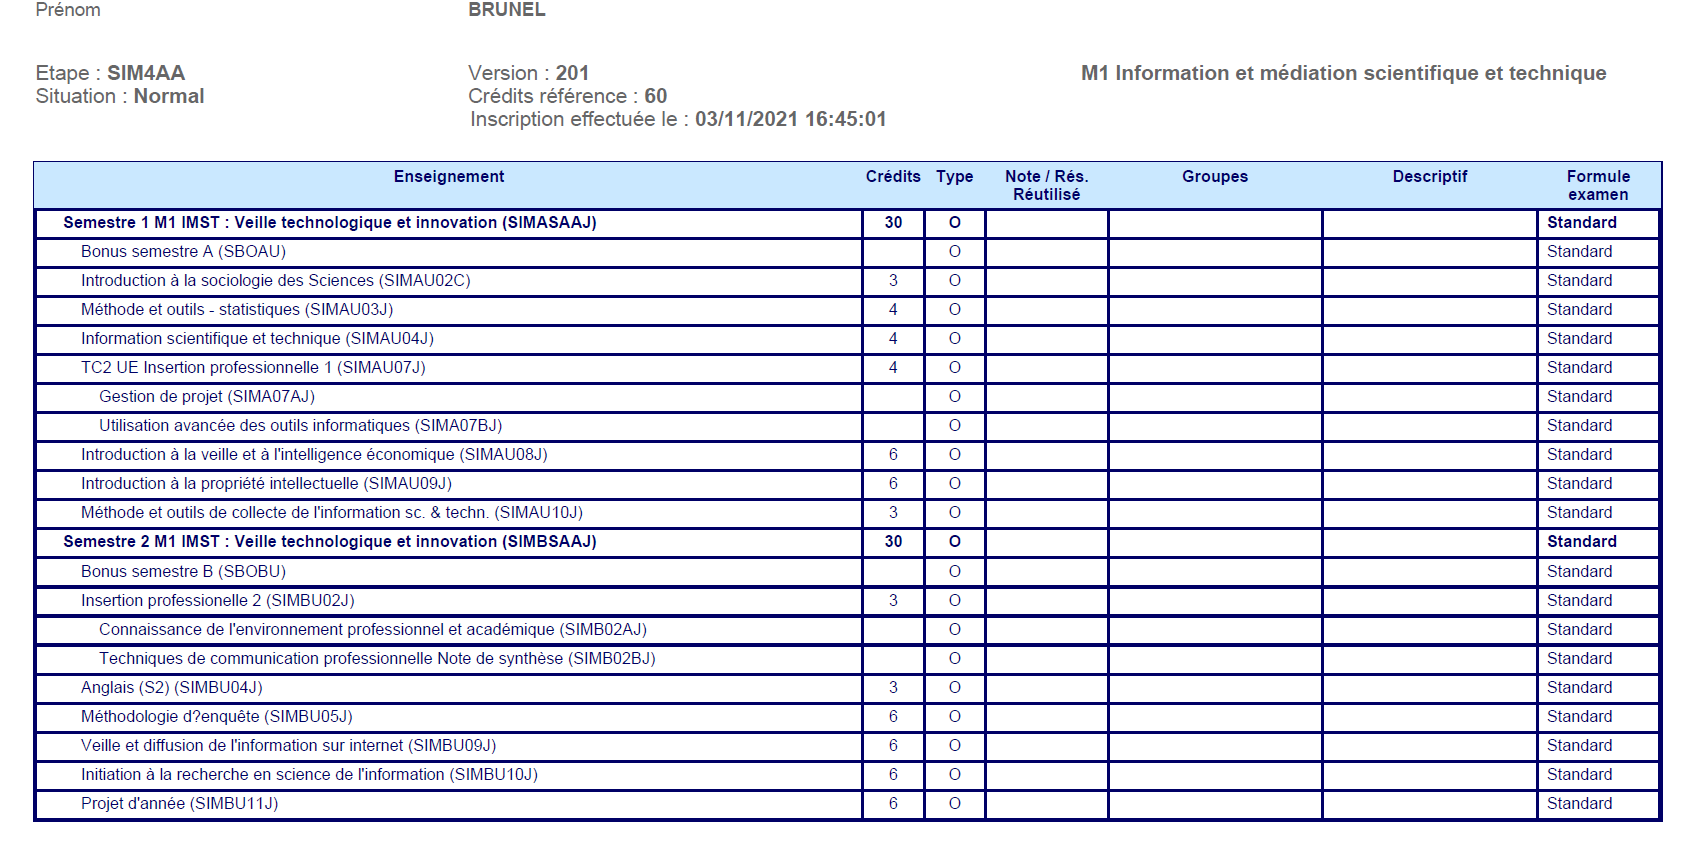 Prénom BRUNEL
Etape : SIM4AA Version : 201 M1 Information et médiation scientifique et technique
Situation : Normal Crédits référence : 60
Inscription effectuée le : 03/11/2021 16:45:01
Enseignement Crédits Type Note / Rés. Groupes Descriptif Formule
Réutilisé examen
Semestre 1 M1 IMST : Veille technologique et innovation (SIMASAAJ) 30 O Standard
Bonus semestre A (SBOAU) O Standard
Introduction à la sociologie des Sciences (SIMAU02C) 3 O Standard
Méthode et outils - statistiques (SIMAU03J) 4 O Standard
Information scientifique et technique (SIMAU04J) 4 O Standard
TC2 UE Insertion professionnelle 1 (SIMAU07J) 4 O Standard
Gestion de projet (SIMA07AJ) O Standard
Utilisation avancée des outils informatiques (SIMA07BJ) O Standard
Introduction à la veille et à l'intelligence économique (SIMAU08J) 6 O Standard
Introduction à la propriété intellectuelle (SIMAU09J) 6 O Standard
Méthode et outils de collecte de l'information sc. & techn. (SIMAU10J) 3 O Standard
Semestre 2 M1 IMST : Veille technologique et innovation (SIMBSAAJ) 30 O Standard
Bonus semestre B (SBOBU) O Standard
Insertion professionelle 2 (SIMBU02J) 3 O Standard
Connaissance de l'environnement professionnel et académique (SIMB02AJ) O Standard
Techniques de communication professionnelle Note de synthèse (SIMB02BJ) O Standard
Anglais (S2) (SIMBU04J) 3 O Standard
Méthodologie d?enquête (SIMBU05J) 6 O Standard
Veille et diffusion de l'information sur internet (SIMBU09J) 6 O Standard
Initiation à la recherche en science de l'information (SIMBU10J) 6 O Standard
Projet d'année (SIMBU11J) 6 O Standard